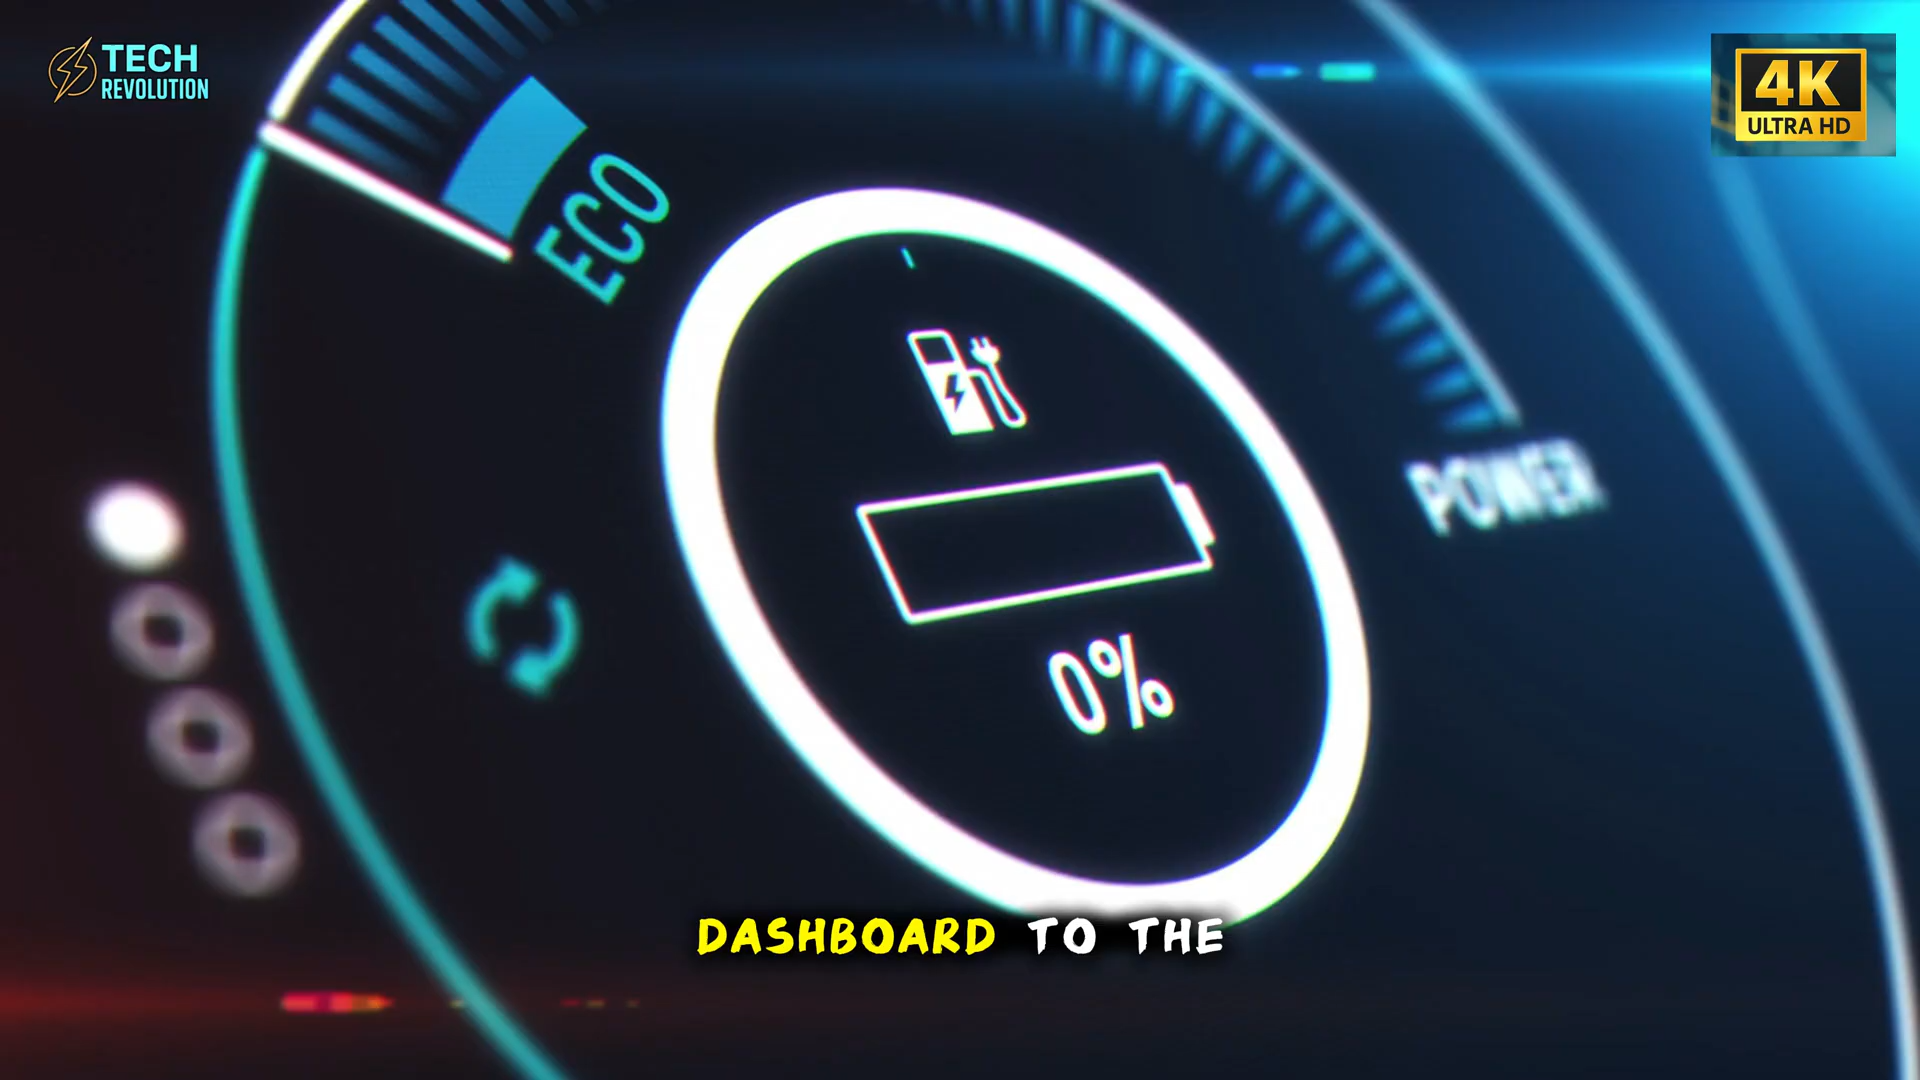 TECH
REVOLUTION
4K
ULTRA HD
ECO
POWER
0%
DASHBOARD TO THE